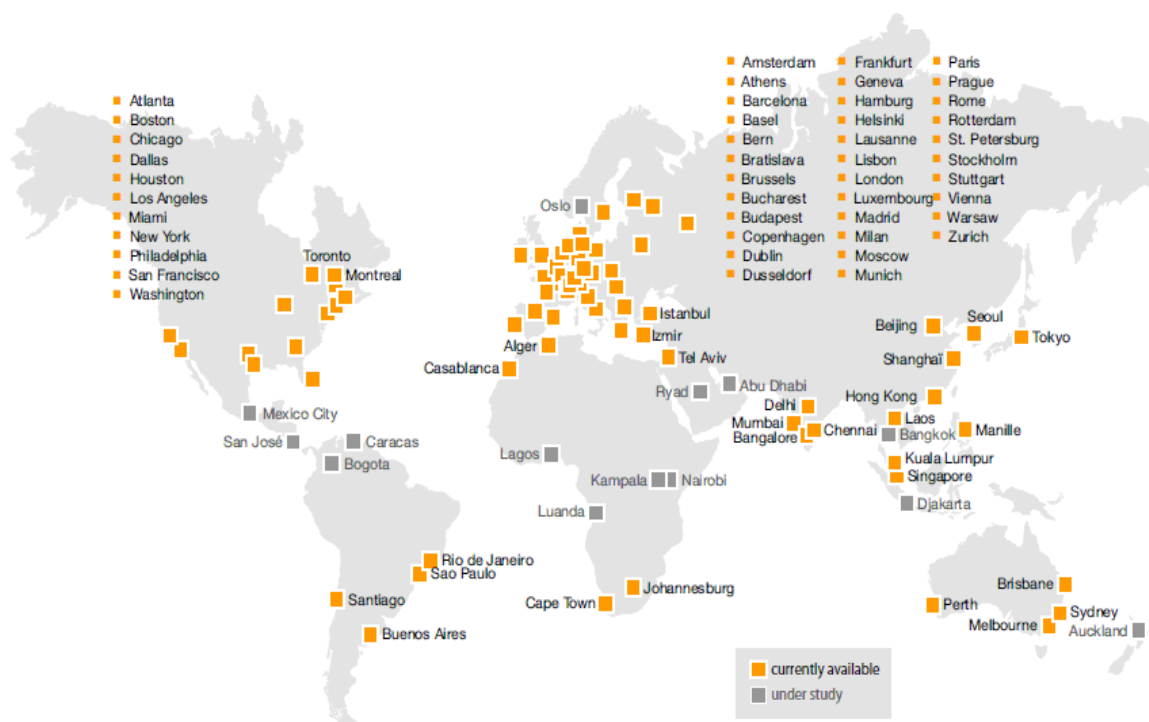 Atlanta
Boston
Chicago
Dallas
Houston
Los Angeles
Miami
New York
Philadelphia
San Francisco
Washington
Amsterdam
Athens
Barcelona
Basel
Bern
Bratislava
Brussels
Bucharest
Budapest
Copenhagen
Dublin
Dusseldorf
Frankfurt
Geneva
Hamburg
Helsinki
Lausanne
Lisbon
London
Luxembourg
Madrid
Milan
Moscow
Munich
Paris
Prague
Rome
Rotterdam
St. Petersburg
Stockholm
Stuttgart
Vienna
Warsaw
Zurich
Oslo
Toronto
Montreal
Istanbul
Izmir
Alger
Tel Aviv
Casablanca
Ryad
Abu Dhabi
Beijing
Seoul
Tokyo
Shanghaï
Hong Kong
Delhi
Mumbai
Bangalore
Chennai
Laos
Bangkok
Manille
Kuala Lumpur
Singapore
Djakarta
Mexico City
San José
Caracas
Bogota
Lagos
Kampala
Nairobi
Luanda
Rio de Janeiro
Sao Paulo
Santiago
Buenos Aires
Johannesburg
Cape Town
Brisbane
Perth
Sydney
Melbourne
Auckland
currently available
under study